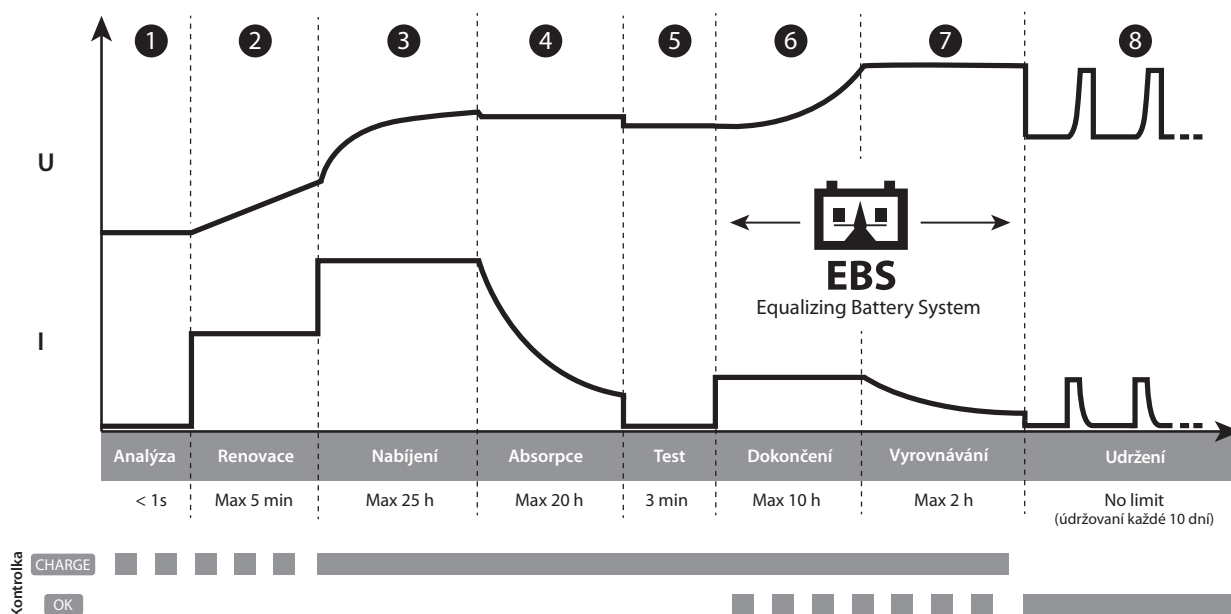 1 2 3 4 5 6 7 8
U
EBS
Equalizing Battery System
I
Analýza Renovace Nabíjení Absorpce Test Dokončení Vyrovnávání Udržení
< 1s Max 5 min Max 25 h Max 20 h 3 min Max 10 h Max 2 h No limit
(údržovaní každé 10 dní)
Kontrolka
CHARGE
OK